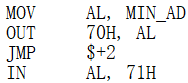 MOV AL, MIN_AD
OUT 70H, AL
JMP $+2
IN AL, 71H